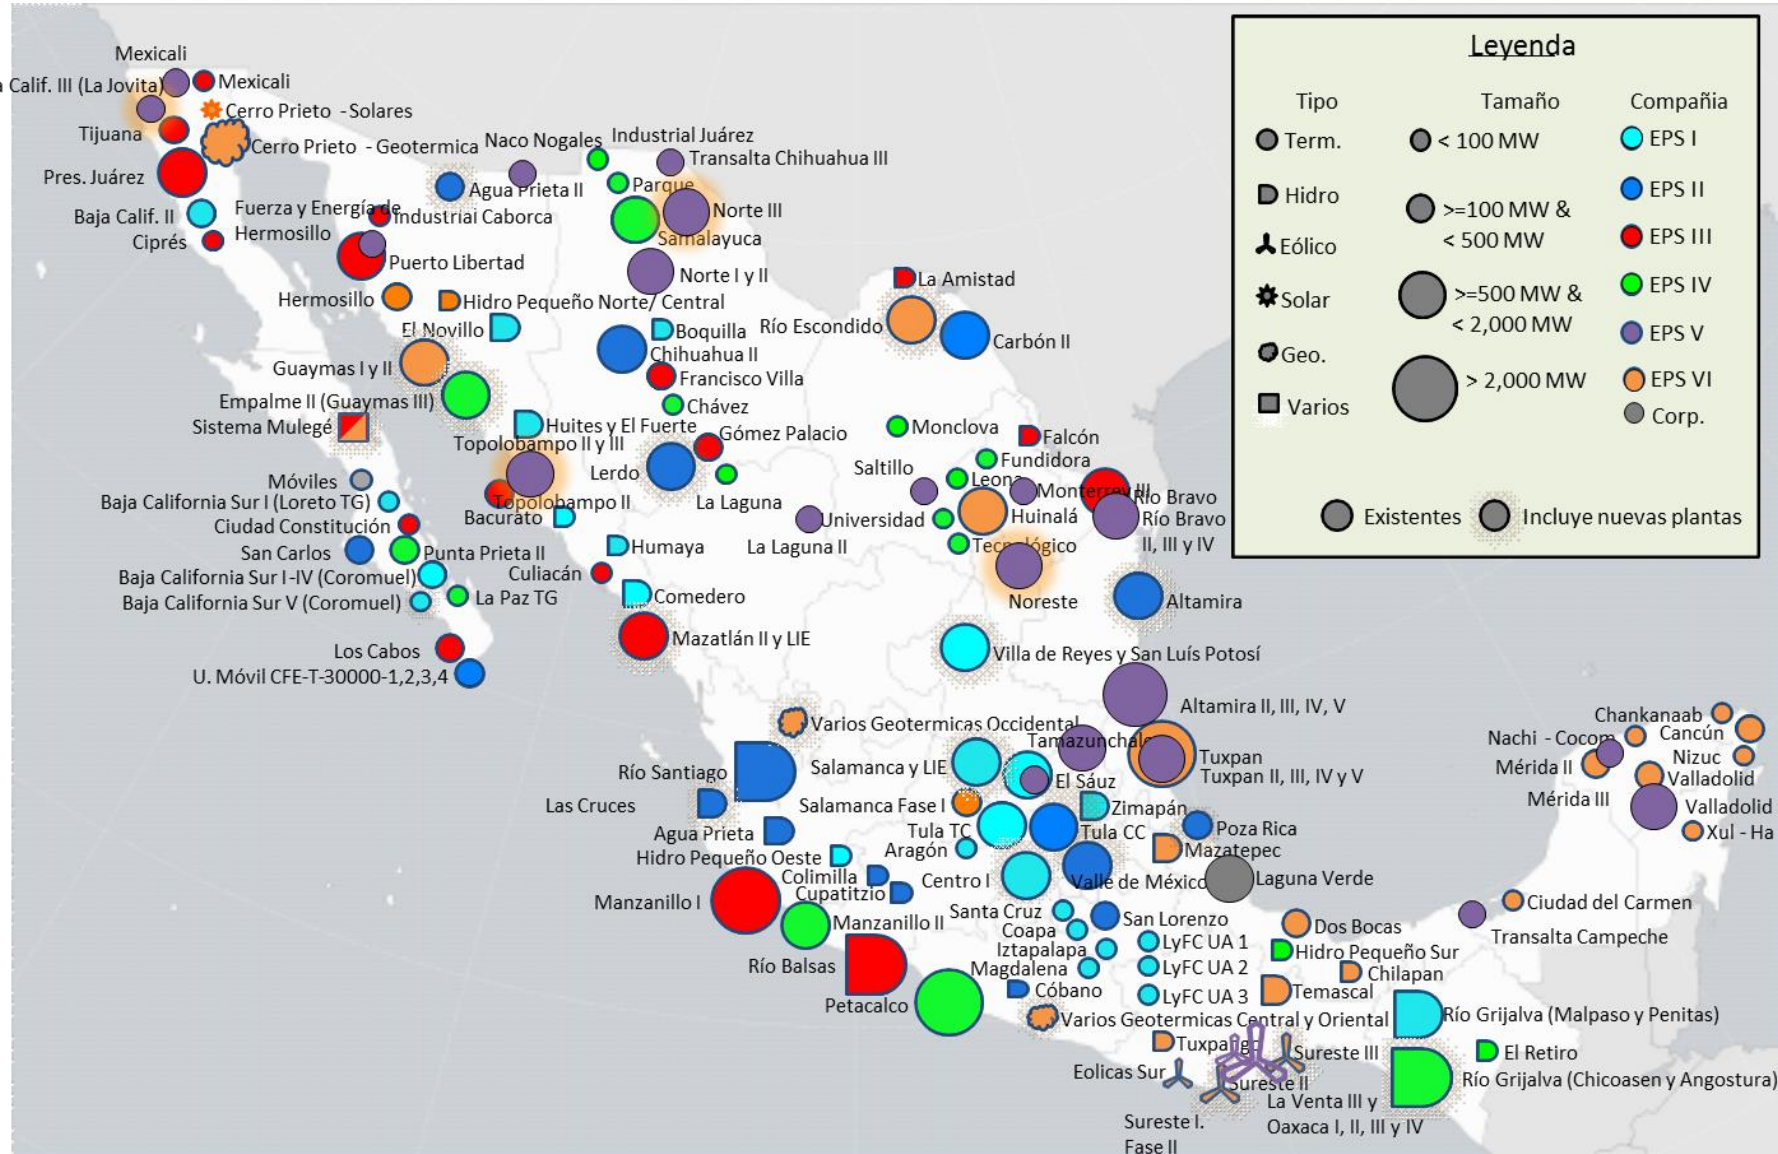 Leyenda
Tipo
Tamaño
Compañia
Term.
< 100 MW
EPS I
Hidro
>=100 MW &
< 500 MW
EPS II
Eólico
EPS III
Solar
>=500 MW &
< 2,000 MW
EPS IV
Geo.
EPS V
Varios
> 2,000 MW
EPS VI
Corp.
Existentes
Incluye nuevas plantas
Mexicali
a Calif. III (La Jovita)
Mexicali
Cerro Prieto - Solares
Tijuana
Cerro Prieto - Geotermica
Pres. Juárez
Baja Calif. II
Ciprés
Naco Nogales
Agua Prieta II
Industrial Juárez
Transalta Chihuahua III
Parque
Norte III
Samalayuca
Norte I y II
Fuerza y Energía de
Hermosillo
Industrial Caborca
Puerto Libertad
Hermosillo
Hidro Pequeño Norte/ Central
El Novillo
Boquilla
Chihuahua II
Francisco Villa
Chávez
Guaymas I y II
Empalme II (Guaymas III)
Sistema Mulegé
Huites y El Fuerte
Topolobampo II y III
Topolobampo II
Bacurato
Lerdo
Gómez Palacio
La Laguna
La Laguna II
La Amistad
Río Escondido
Carbón II
Monclova
Falcón
Fundidora
Saltillo
Leona
Monterrey III
Río Bravo
Universidad
Huinalá
Río Bravo
II, III y IV
Tecnológico
Noreste
Altamira
Móviles
Baja California Sur I (Loreto TG)
Ciudad Constitución
San Carlos
Punta Prieta II
Baja California Sur I-IV (Coromuel)
Baja California Sur V (Coromuel)
La Paz TG
Los Cabos
U. Móvil CFE-T-30000-1,2,3,4
Humaya
Culiacán
Comedero
Mazatlán II y LIE
Villa de Reyes y San Luís Potosí
Altamira II, III, IV, V
Varios Geotermicas Occidental
Tamazunchale
Tuxpan
Tuxpan II, III, IV y V
Río Santiago
Salamanca y LIE
El Sáuz
Las Cruces
Salamanca Fase I
Zimapán
Agua Prieta
Tula TC
Tula CC
Poza Rica
Hidro Pequeño Oeste
Aragón
Mazatepec
Colimilla
Centro I
Valle de México
Laguna Verde
Cupatitzio
Manzanillo I
Manzanillo II
Santa Cruz
San Lorenzo
Coapa
Iztapalapa
LyFC UA 1
Río Balsas
Magdalena
LyFC UA 2
Petacalco
Cóbano
LyFC UA 3
Dos Bocas
Hidro Pequeño Sur
Chilapan
Temascal
Varios Geotermicas Central y Oriental
Río Grijalva (Malpaso y Penitas)
Tuxpango
Sureste III
El Retiro
Eolicas Sur
Sureste II
Río Grijalva (Chicoasen y Angostura)
La Venta III y
Oaxaca I, II, III y IV
Sureste I.
Fase II
Chankanaab
Cancún
Nachi - Cocom
Nizuc
Mérida II
Valladolid
Mérida III
Valladolid
Xul - Ha
Ciudad del Carmen
Transalta Campeche